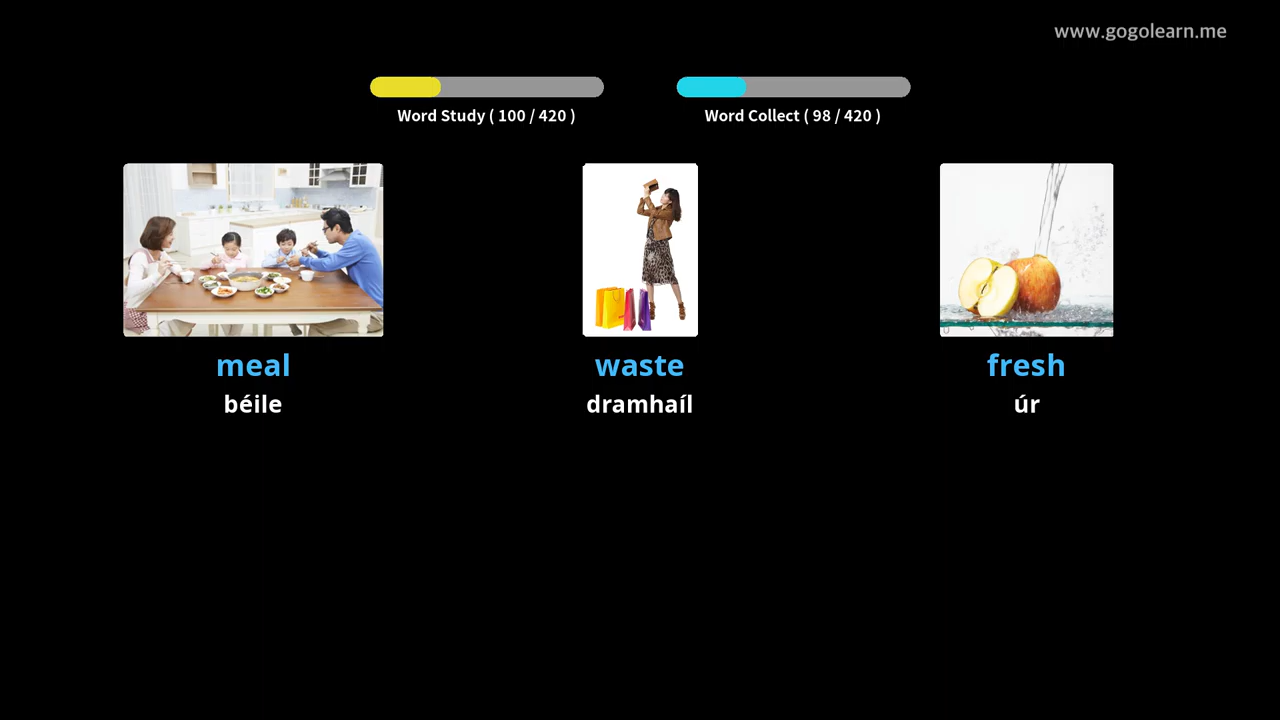 www.gogolearn.me
Word Study ( 100 / 420 )
Word Collect ( 98 / 420 )
meal
waste
fresh
béile
dramhaíl
úr